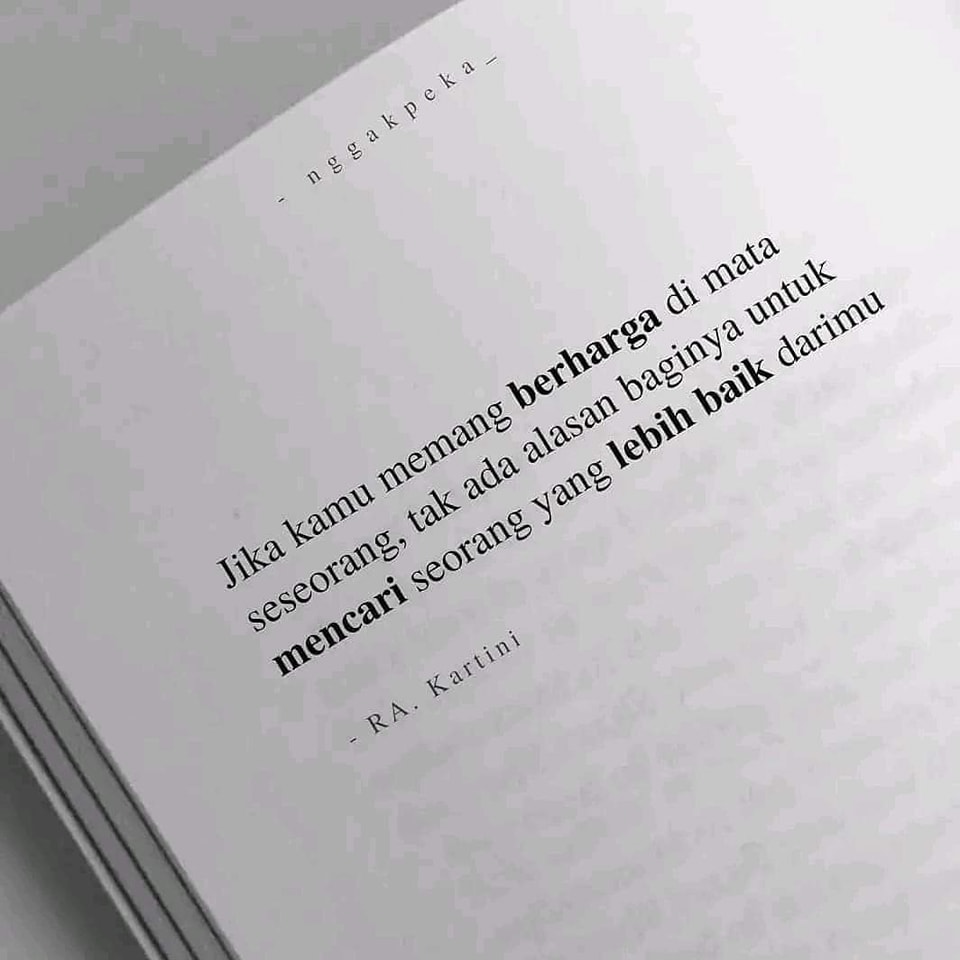 - nggakpeka_
Jika kamu memang berharga di mata
seseorang, tak ada alasan baginya untuk
mencari seorang yang lebih baik darimu
- RA. Kartini